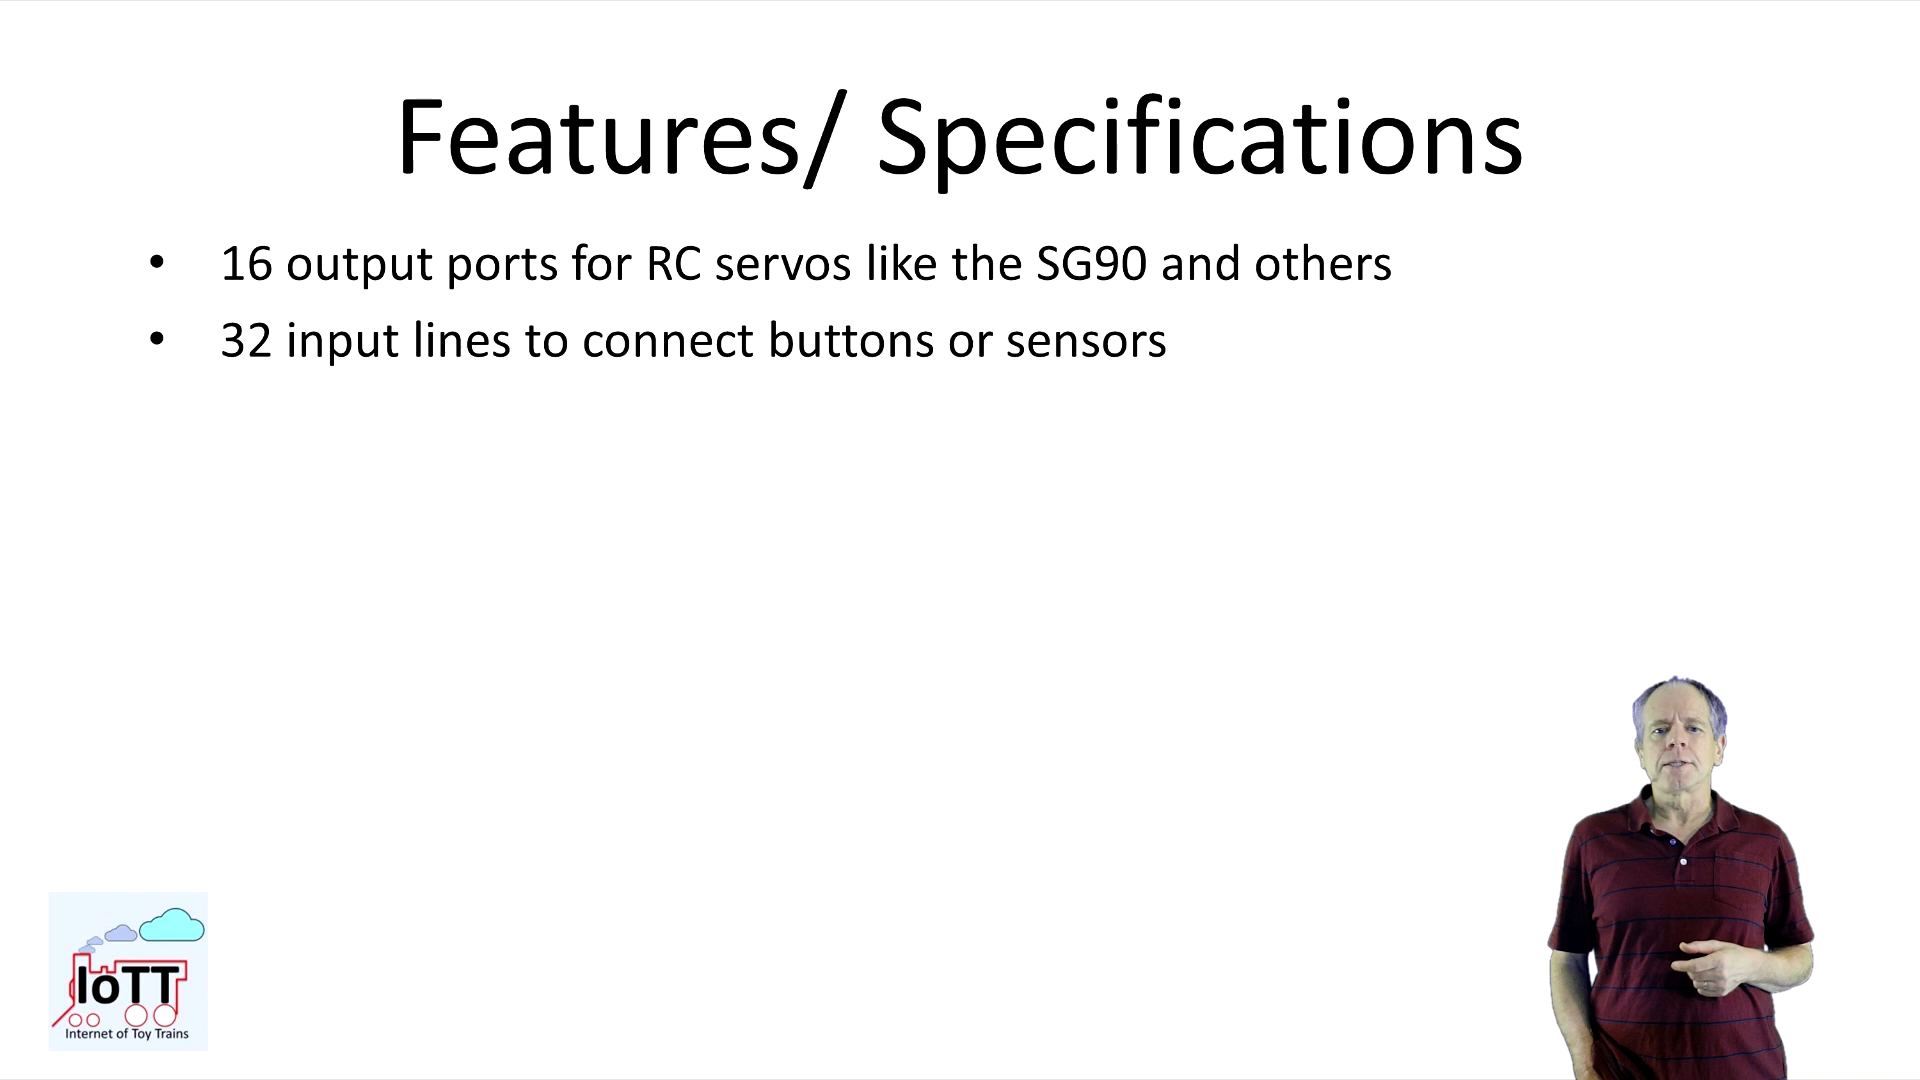 Features/ Specifications
• 16 output ports for RC servos like the SG90 and others
• 32 input lines to connect buttons or sensors
IoTT
Internet of Toy Trains